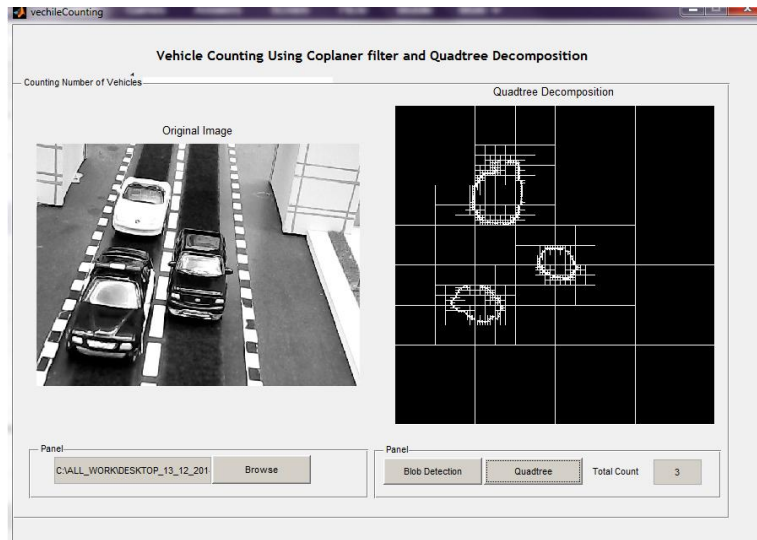 vechileCounting
Vehicle Counting Using Coplaner filter and Quadtree Decomposition
Counting Number of Vehicles
Original Image
Quadtree Decomposition
Panel
C:\ALL_WORK\DESKTOP_13_12_201
Browse
Panel
Blob Detection
Quadtree
Total Count
3